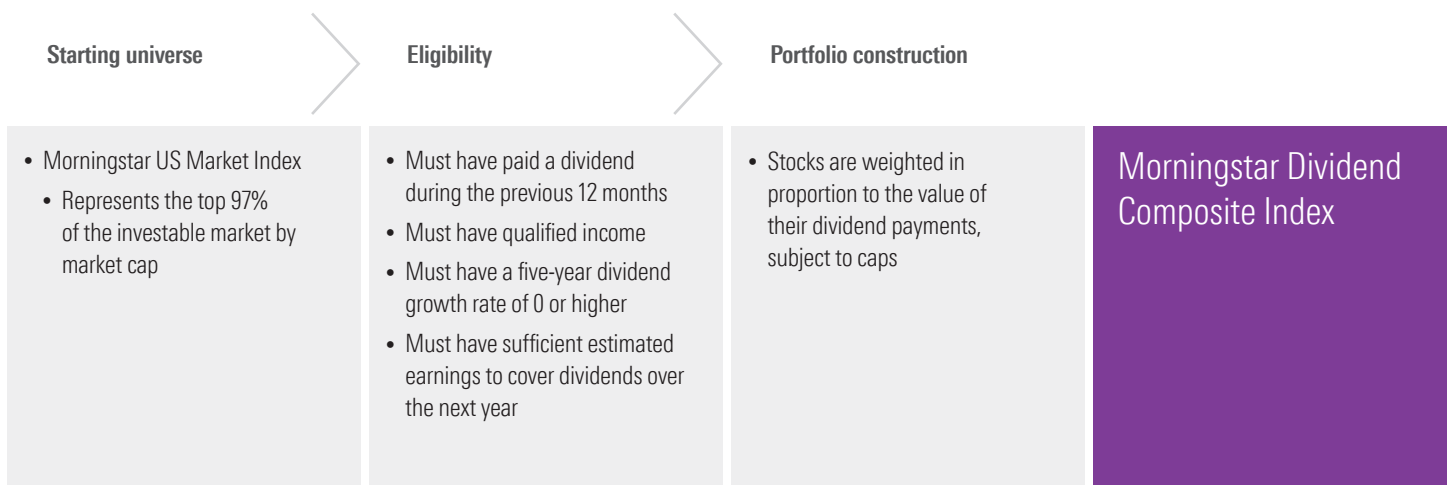 Starting universe
Eligibility
Portfolio construction
• Morningstar US Market Index
• Represents the top 97%
of the investable market by
market cap
• Must have paid a dividend
during the previous 12 months
• Must have qualified income
• Must have a five-year dividend
growth rate of 0 or higher
• Must have sufficient estimated
earnings to cover dividends over
the next year
• Stocks are weighted in
proportion to the value of
their dividend payments,
subject to caps
Morningstar Dividend
Composite Index